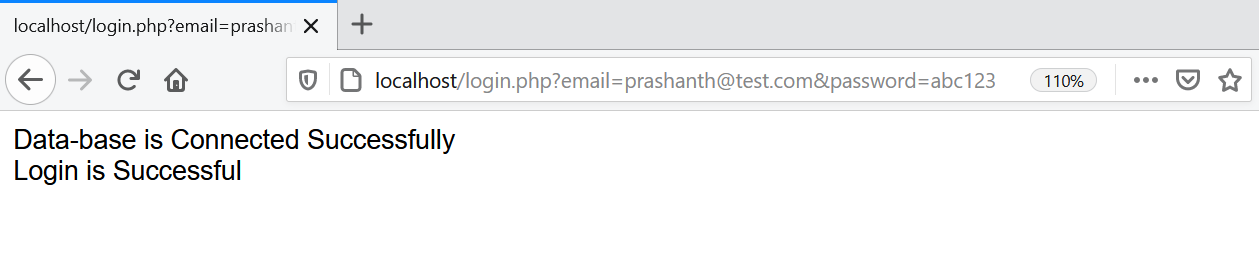 localhost/login.php?email=prashan
localhost/login.php?email=prashanth@test.com&password=abc123
110%
Data-base is Connected Successfully
Login is Successful